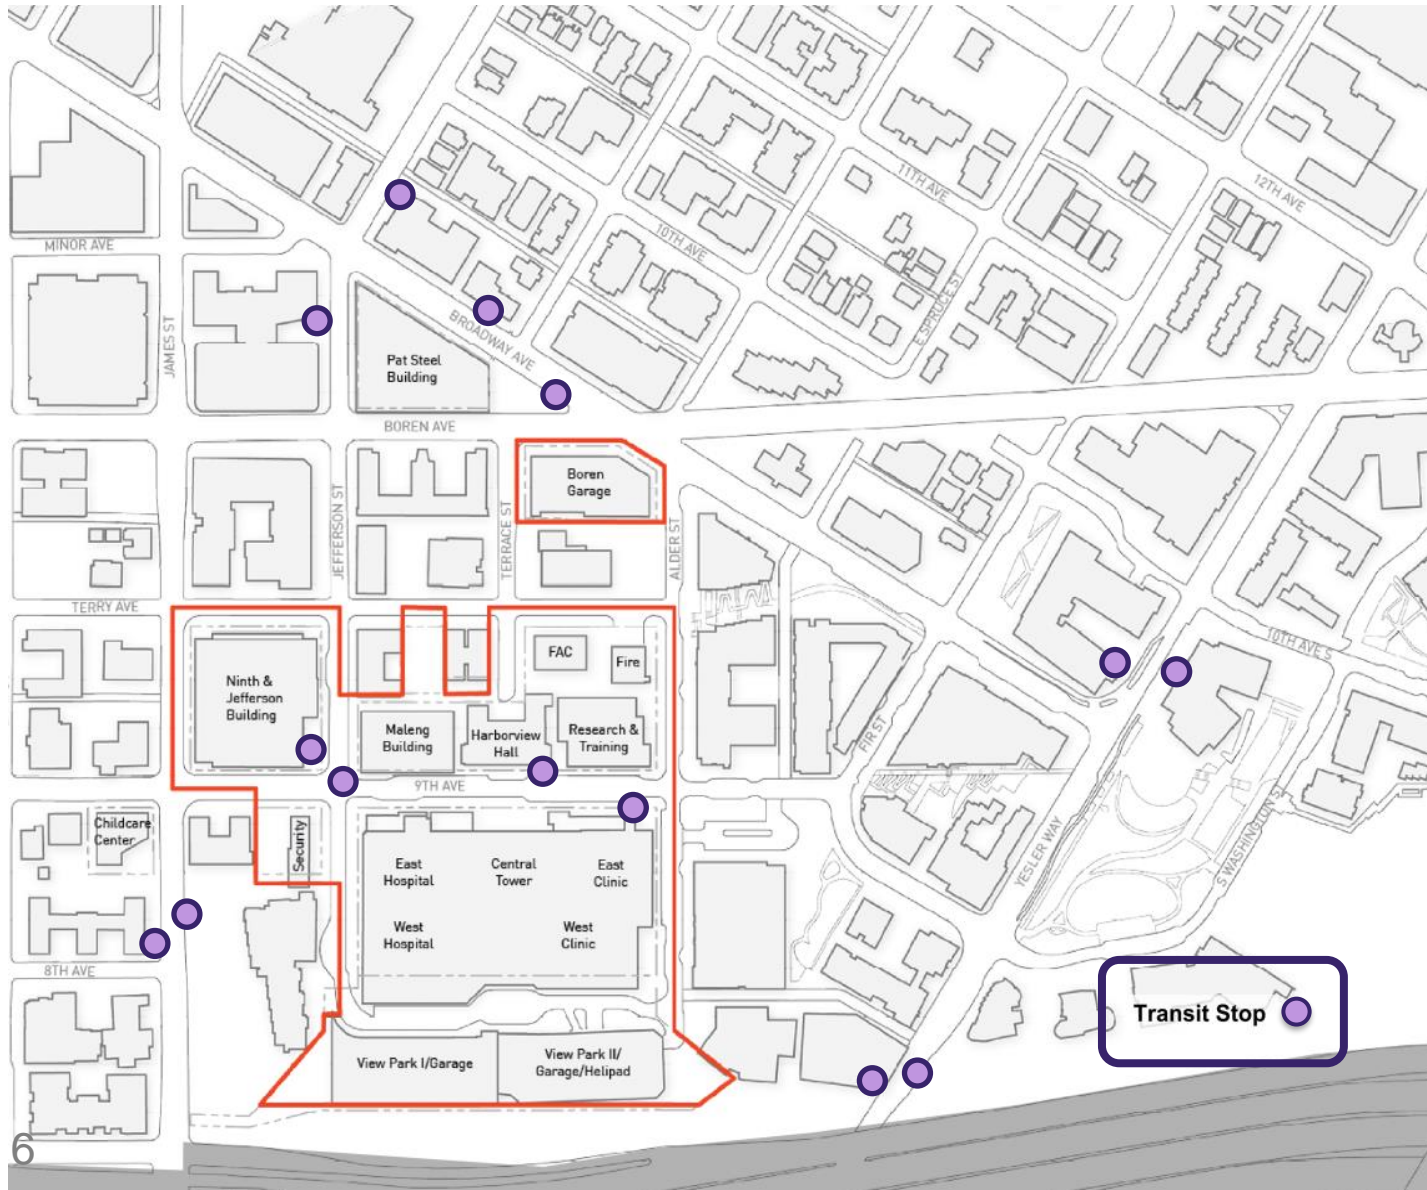 11TH AVE
12TH AVE
10TH AVE
MINOR AVE
E SPRUCE ST
JAMES ST
BROADWAY AVE
Pat Steel
Building
BOREN AVE
Boren
Garage
JEFFERSON ST
TERRACE ST
ALDER ST
TERRY AVE
10TH AVE S
FAC
Fire
Ninth &
Jefferson
Building
Maleng
Building
Harborview
Hall
Research &
Training
FIR ST
9TH AVE
Childcare
Center
Security
East
Hospital
Central
Tower
East
Clinic
YESLER WAY
S WASHINGTON ST
West
Hospital
West
Clinic
8TH AVE
Transit Stop
View Park I/Garage
View Park II/
Garage/Helipad
6